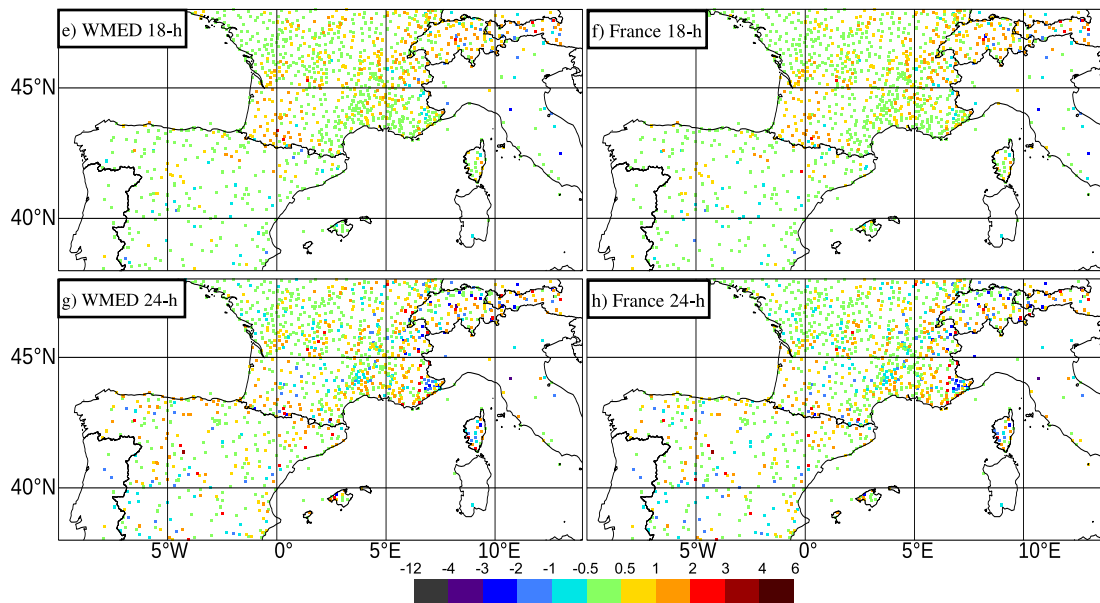 e) WMED 18-h
f) France 18-h
45°N
40°N
g) WMED 24-h
h) France 24-h
45°N
40°N
5°W 0° 5°E 10°E 5°W 0° 5°E 10°E
-12 -4 -3 -2 -1 -0.5 0.5 1 2 3 4 6